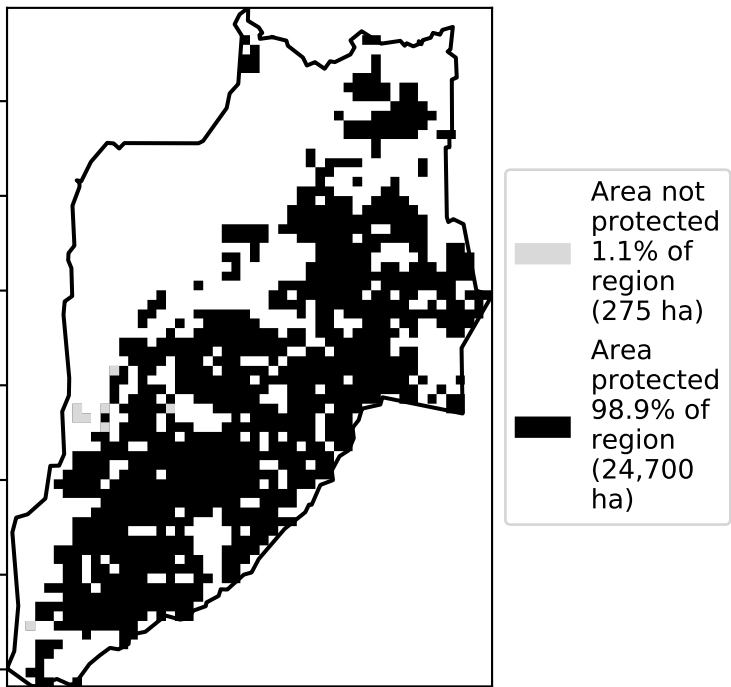 Area not
protected
1.1% of
region
(275 ha)
Area
protected
98.9% of
region
(24,700
ha)